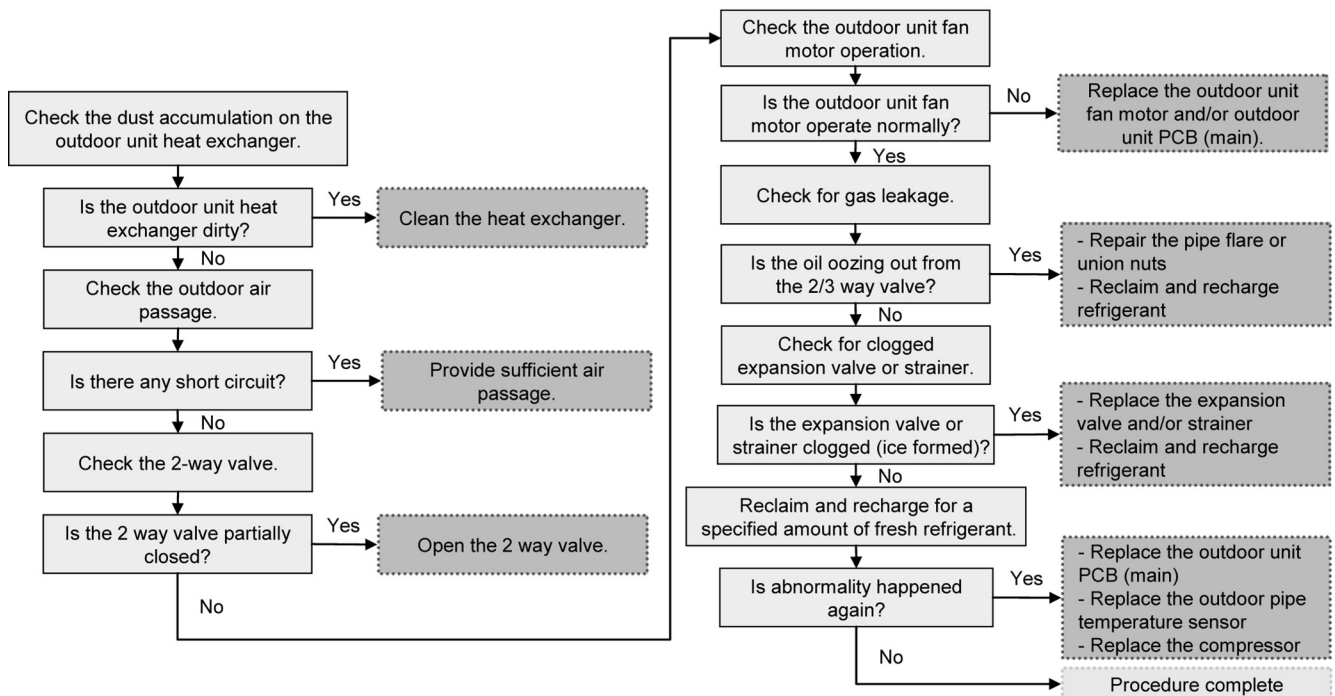 Check the dust accumulation on the
outdoor unit heat exchanger.
Is the outdoor unit heat
exchanger dirty?
Yes
Clean the heat exchanger.
No
Check the outdoor air
passage.
Is there any short circuit?
Yes
Provide sufficient air
passage.
No
Check the 2-way valve.
Is the 2 way valve partially
closed?
Yes
Open the 2 way valve.
No
Check the outdoor unit fan
motor operation.
Is the outdoor unit fan
motor operate normally?
No
Replace the outdoor unit
fan motor and/or outdoor
unit PCB (main).
Yes
Check for gas leakage.
Is the oil oozing out from
the 2/3 way valve?
Yes
- Repair the pipe flare or
union nuts
- Reclaim and recharge
refrigerant
No
Check for clogged
expansion valve or strainer.
Is the expansion valve or
strainer clogged (ice formed)?
Yes
- Replace the expansion
valve and/or strainer
- Reclaim and recharge
refrigerant
No
Reclaim and recharge for a
specified amount of fresh refrigerant.
Is abnormality happened
again?
Yes
- Replace the outdoor unit
PCB (main)
- Replace the outdoor pipe
temperature sensor
- Replace the compressor
No
Procedure complete